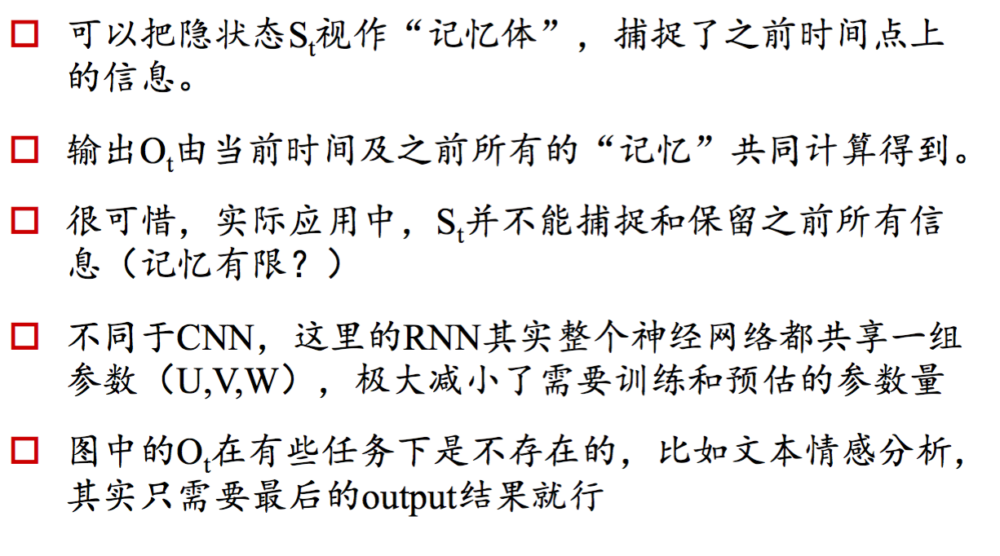 可以把隐状态St视作“记忆体”，捕捉了之前时间点上
的信息。
输出Ot由当前时间及之前所有的“记忆”共同计算得到。
很可惜，实际应用中，St并不能捕捉和保留之前所有信
息（记忆有限？）
不同于CNN，这里的RNN其实整个神经网络都共享一组
参数（U,V,W），极大减小了需要训练和预估的参数量
图中的Ot在有些任务下是不存在的，比如文本情感分析，
其实只需要最后的output结果就行